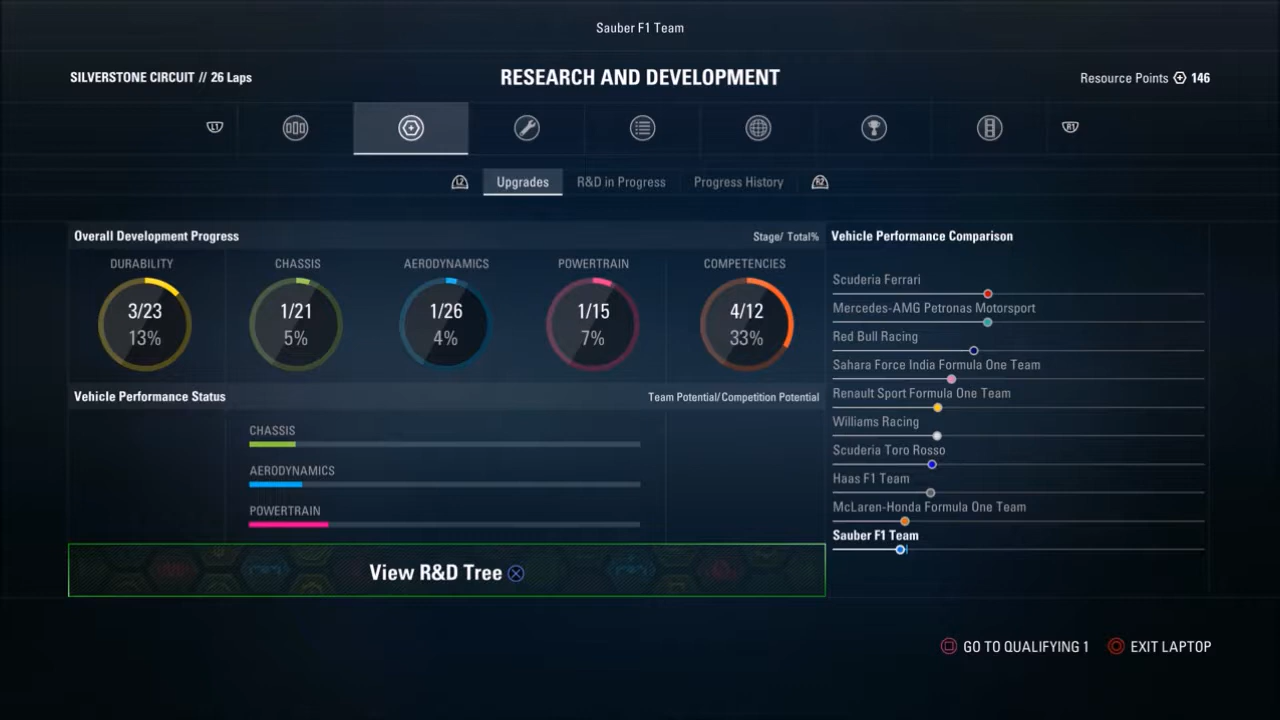 Sauber F1 Team
SILVERSTONE CIRCUIT // 26 Laps
RESEARCH AND DEVELOPMENT
Resource Points 146
L1
R1
L2
Upgrades
R&D in Progress
Progress History
R2
Overall Development Progress
Stage/ Total%
DURABILITY
CHASSIS
AERODYNAMICS
POWERTRAIN
COMPETENCIES
3/23
1/21
1/26
1/15
4/12
13%
5%
4%
7%
33%
Vehicle Performance Status
Team Potential/Competition Potential
CHASSIS
AERODYNAMICS
POWERTRAIN
View R&D Tree
Vehicle Performance Comparison
Scuderia Ferrari
Mercedes-AMG Petronas Motorsport
Red Bull Racing
Sahara Force India Formula One Team
Renault Sport Formula One Team
Williams Racing
Scuderia Toro Rosso
Haas F1 Team
McLaren-Honda Formula One Team
Sauber F1 Team
GO TO QUALIFYING 1
EXIT LAPTOP